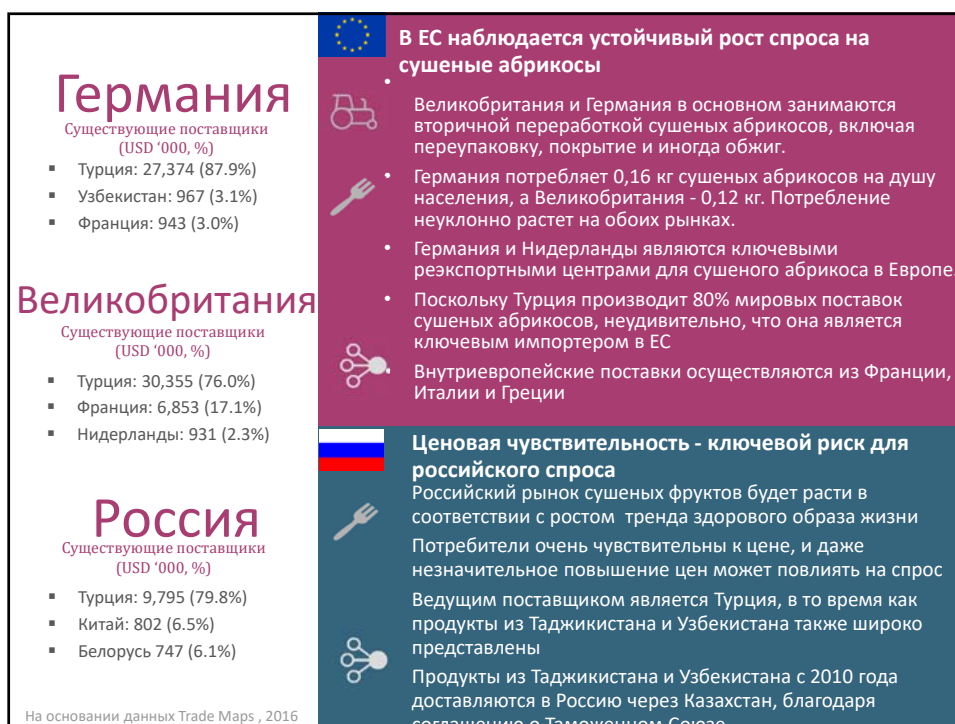 Германия
Существующие поставщики
(USD ‘000, %)
▪ Турция: 27,374 (87.9%)
▪ Узбекистан: 967 (3.1%)
▪ Франция: 943 (3.0%)
Великобритания
Существующие поставщики
(USD ‘000, %)
▪ Турция: 30,355 (76.0%)
▪ Франция: 6,853 (17.1%)
▪ Нидерланды: 931 (2.3%)
Россия
Существующие поставщики
(USD ‘000, %)
▪ Турция: 9,795 (79.8%)
▪ Китай: 802 (6.5%)
▪ Белорусь 747 (6.1%)
На основании данных Trade Maps , 2016
В ЕС наблюдается устойчивый рост спроса на
сушеные абрикосы
•
Великобритания и Германия в основном занимаются
вторичной переработкой сушеных абрикосов, включая
переупаковку, покрытие и иногда обжиг.
• Германия потребляет 0,16 кг сушеных абрикосов на душу
населения, а Великобритания - 0,12 кг. Потребление
неуклонно растет на обоих рынках.
• Германия и Нидерланды являются ключевыми
реэкспортными центрами для сушеного абрикоса в Европе.
• Поскольку Турция производит 80% мировых поставок
сушеных абрикосов, неудивительно, что она является
ключевым импортером в ЕС
• Внутриевропейские поставки осуществляются из Франции,
Италии и Греции
Ценовая чувствительность - ключевой риск для
российского спроса
Российский рынок сушеных фруктов будет расти в
соответствии с ростом тренда здорового образа жизни
Потребители очень чувствительны к цене, и даже
незначительное повышение цен может повлиять на спрос
Ведущим поставщиком является Турция, в то время как
продукты из Таджикистана и Узбекистана также широко
представлены
Продукты из Таджикистана и Узбекистана с 2010 года
доставляются в Россию через Казахстан, благодаря
соглашению о Таможенном Союзе